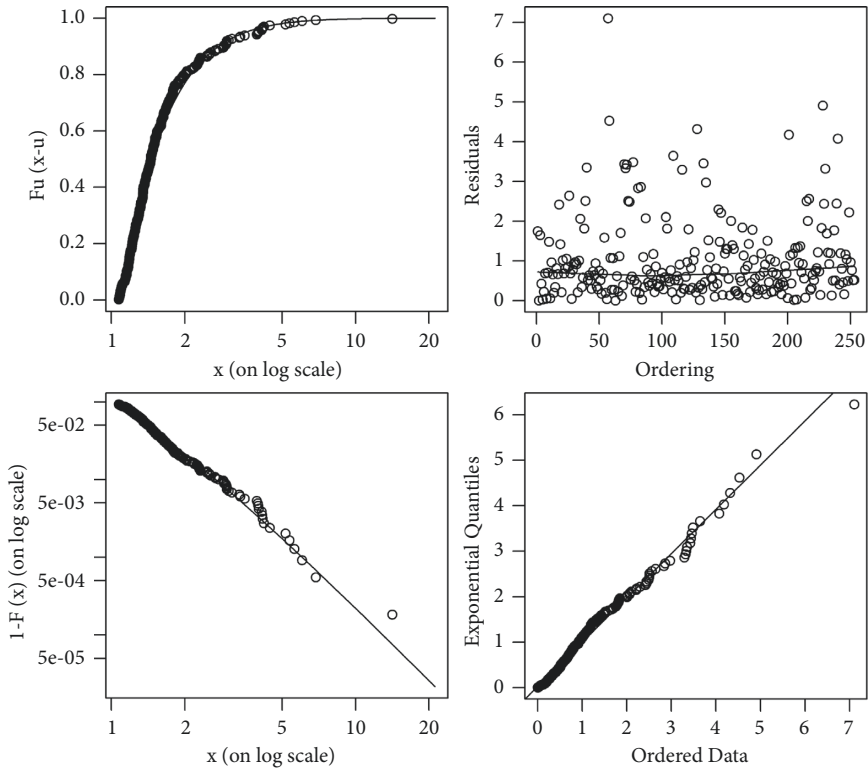 Fu (x-u)
1.0
0.8
0.6
0.4
0.2
0.0
1 2 5 10 20
x (on log scale)
Residuals
7
6
5
4
3
2
1
0
0 50 100 150 200 250
Ordering
1-F (x) (on log scale)
5e-02
5e-03
5e-04
5e-05
1 2 5 10 20
x (on log scale)
Exponential Quantiles
6
5
4
3
2
1
0
0 1 2 3 4 5 6 7
Ordered Data